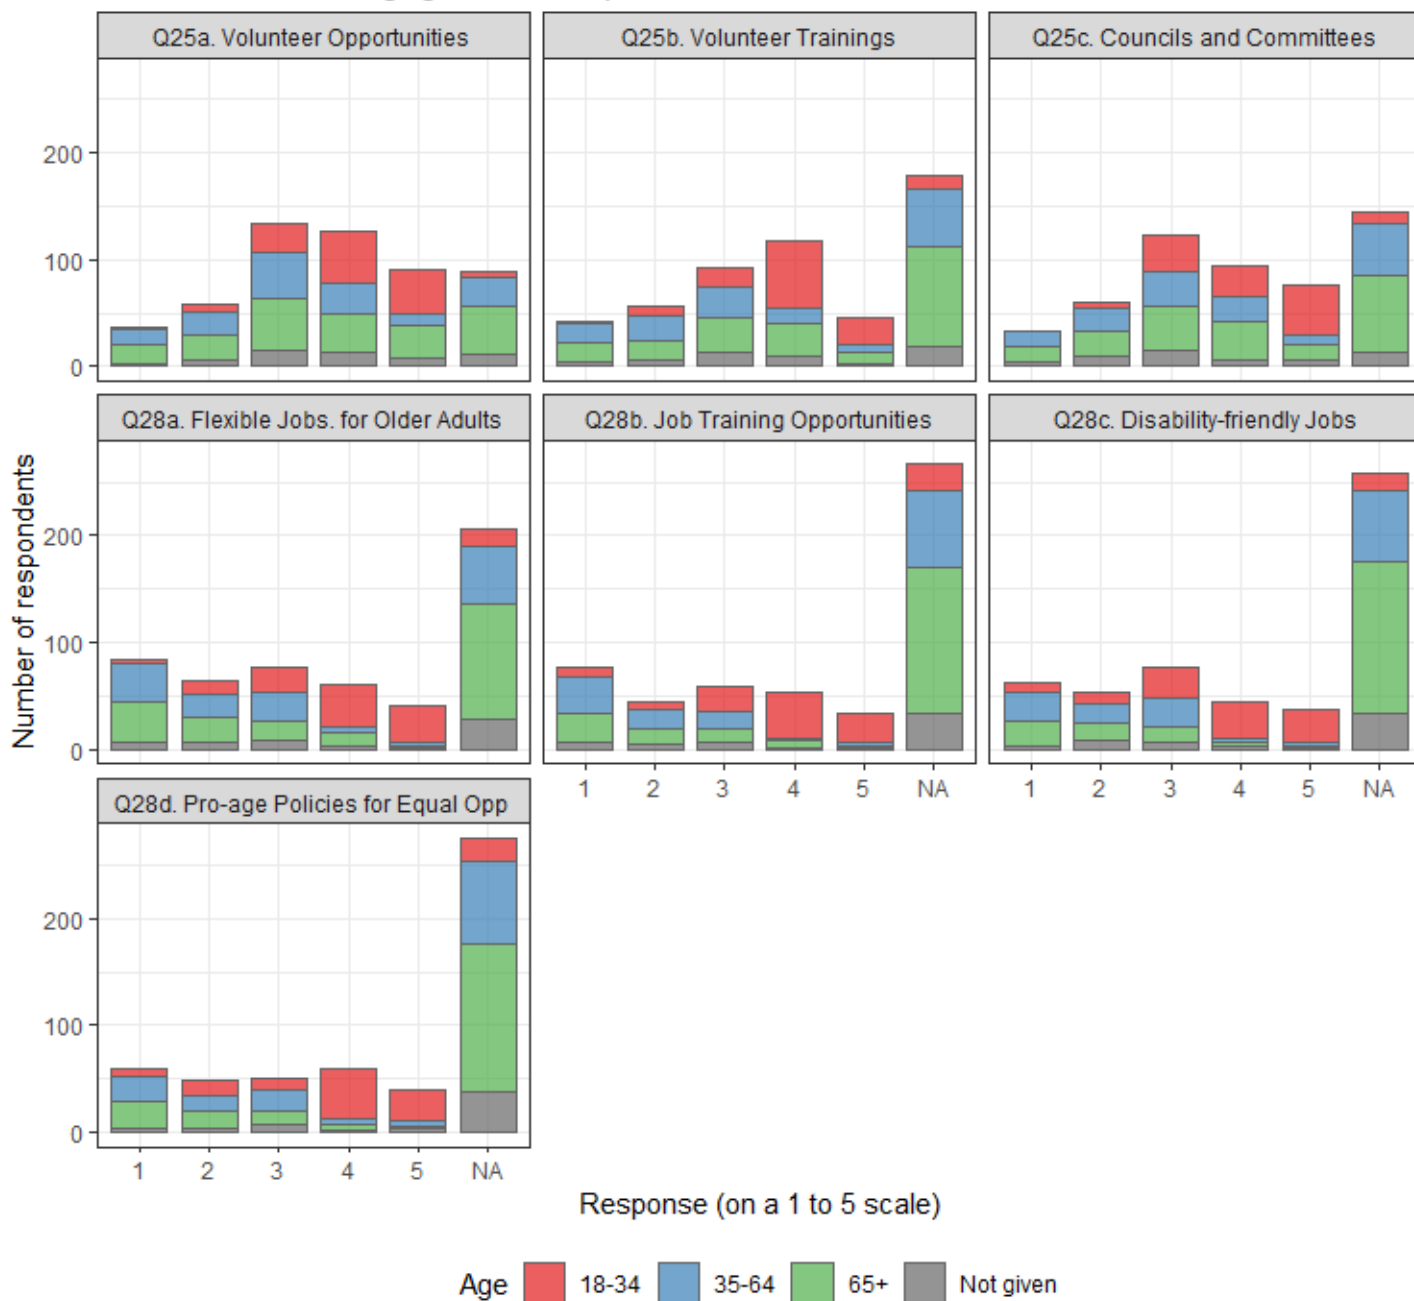 Q25a. Volunteer Opportunities
Q25b. Volunteer Trainings
Q25c. Councils and Committees
200
100
0
Q28a. Flexible Jobs. for Older Adults
Q28b. Job Training Opportunities
Q28c. Disability-friendly Jobs
Number of respondents
200
100
0
1 2 3 4 5 NA
1 2 3 4 5 NA
Q28d. Pro-age Policies for Equal Opp
200
100
0
1 2 3 4 5 NA
Response (on a 1 to 5 scale)
Age 18-34 35-64 65+ Not given